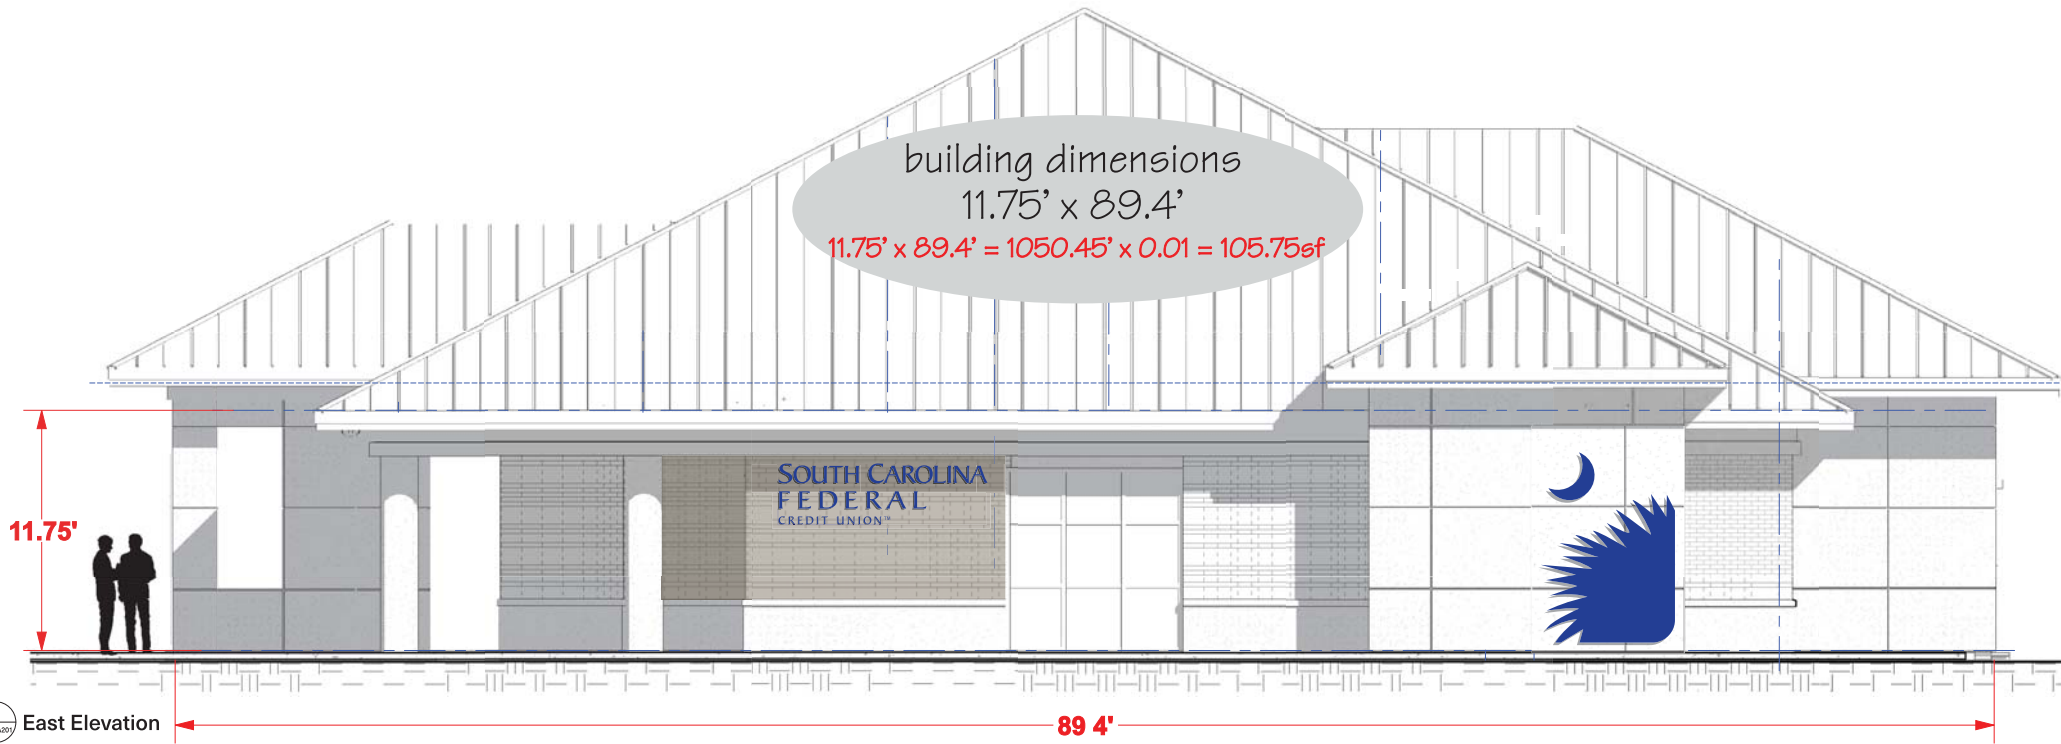 building dimensions
11.75' x 89.4'
11.75' x 89.4' = 1050.45' x 0.01 = 105.75sf
SOUTH CAROLINA
FEDERAL
CREDIT UNION™
11.75'
A201
East Elevation
89 4'